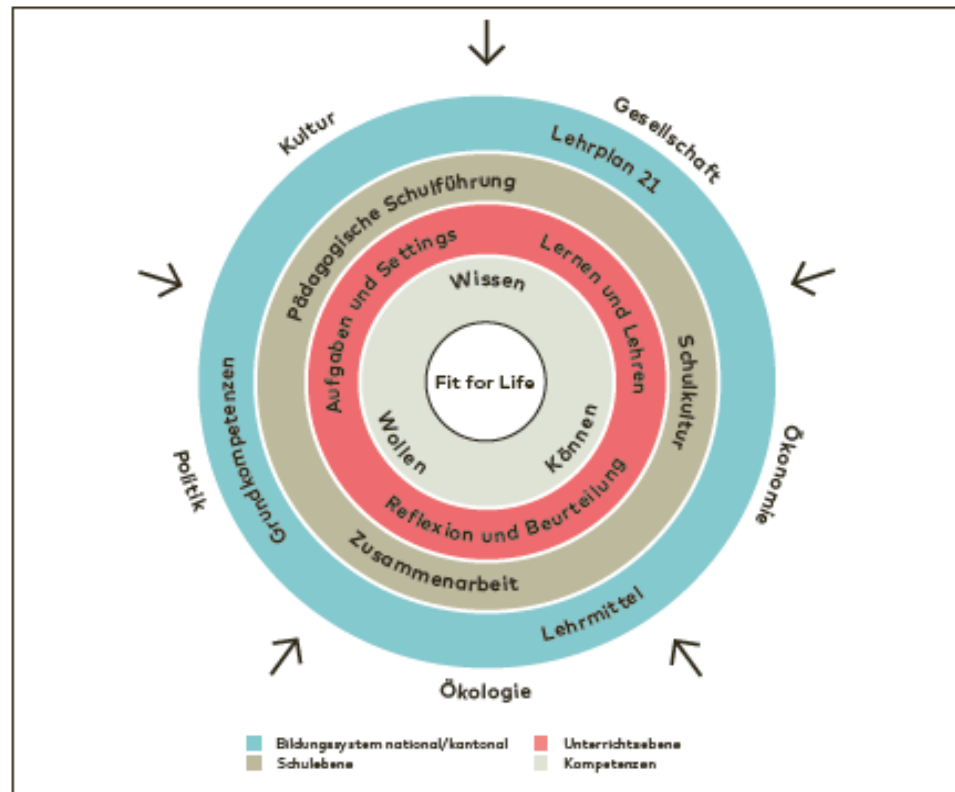 Kultur
Gesellschaft
Lehrplan 21
Pädagogische Schulführung
Aufgaben und Settings
Lernen und Lehren
Wissen
Fit for Life
Schulkultur
Grundkompetenzen
Politik
Wollen
Können
Ökonomie
Reflexion und Beurteilung
Zusammenarbeit
Lehrmittel
Ökologie
Bildungssystem national/kantonal
Unterrichtsebene
Schulebene
Kompetenzen